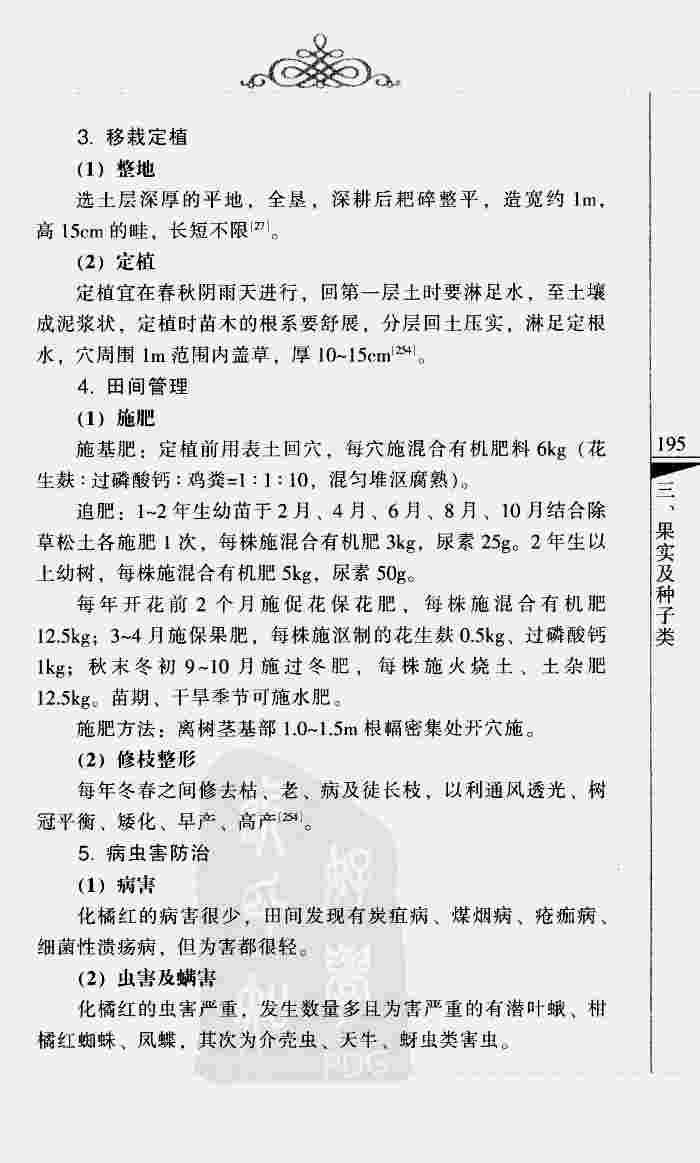 3. 移栽定植
(1) 整地
选土层深厚的平地，全垦，深耕后耙碎整平，造宽约 1m，
高 15cm 的畦，长短不限[27]。
(2) 定植
定植宜在春秋阴雨天进行，回第一层土时要淋足水，至土壤
成泥浆状，定植时苗木的根系要舒展，分层回土压实，淋足定根
水，穴周围 1m 范围内盖草，厚 10~15cm[254]。
4. 田间管理
(1) 施肥
施基肥：定植前用表土回穴，每穴施混合有机肥料 6kg（花
生麸∶过磷酸钙∶鸡粪=1∶1∶10，混匀堆沤腐熟）。
追肥：1~2 年生幼苗于 2 月、4 月、6 月、8 月、10 月结合除
草松土各施肥 1 次，每株施混合有机肥 3kg，尿素 25g。2 年生以
上幼树，每株施混合有机肥 5kg，尿素 50g。
每年开花前 2 个月施促花保花肥，每株施混合有机肥
12.5kg；3~4 月施保果肥，每株施沤制的花生麸 0.5kg、过磷酸钙
1kg；秋末冬初 9~10 月施过冬肥，每株施火烧土、土杂肥
12.5kg。苗期、干旱季节可施水肥。
施肥方法：离树茎基部 1.0~1.5m 根幅密集处开穴施。
(2) 修枝整形
每年冬春之间修去枯、老、病及徒长枝，以利通风透光、树
冠平衡、矮化、早产、高产[254]。
5. 病虫害防治
(1) 病害
化橘红的病害很少，田间发现有炭疽病、煤烟病、疮痂病、
细菌性溃疡病，但为害都很轻。
(2) 虫害及螨害
化橘红的虫害严重，发生数量多且为害严重的有潜叶蛾、柑
橘红蜘蛛、凤蝶，其次为介壳虫、天牛、蚜虫类害虫。
195
三、果实及种子类
PDG